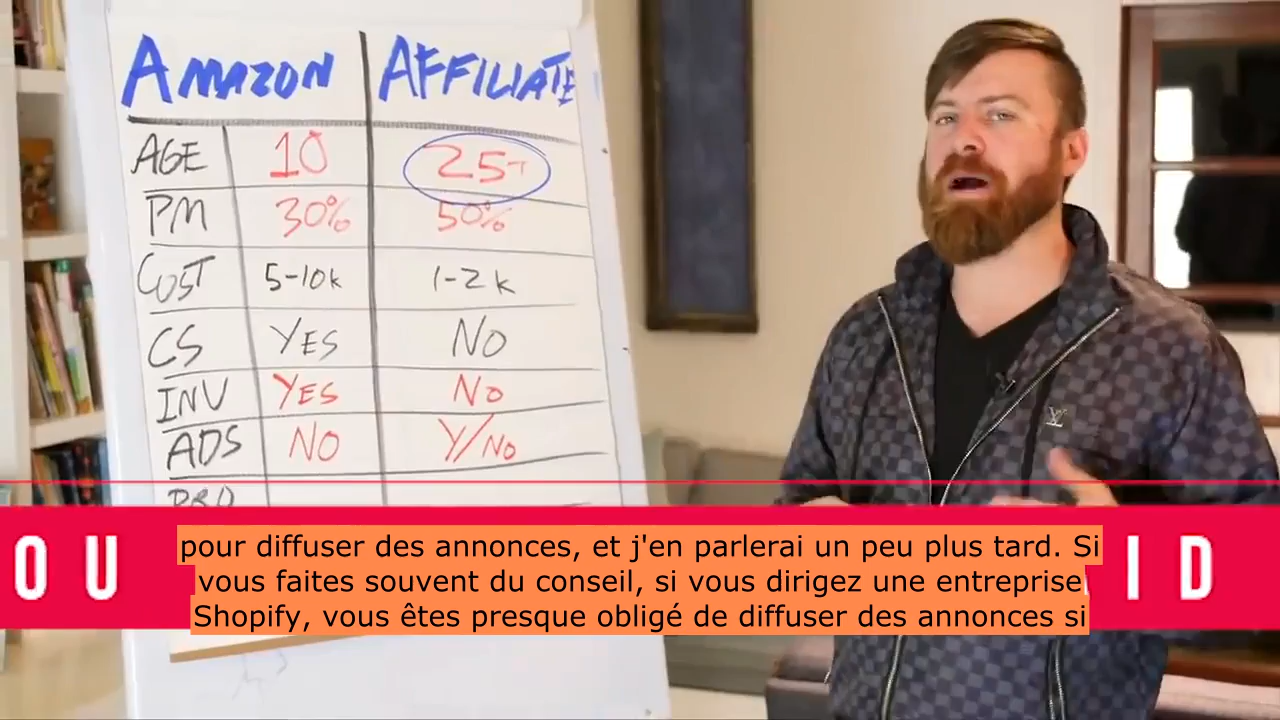 AMAZON AFFILIATE
AGE 10 25+
PM 30% 50%
COST 5-10k 1-2k
CS YES NO
INV YES NO
ADS NO Y/NO
OU ID
pour diffuser des annonces, et j'en parlerai un peu plus tard. Si
vous faites souvent du conseil, si vous dirigez une entreprise
Shopify, vous êtes presque obligé de diffuser des annonces si
LV